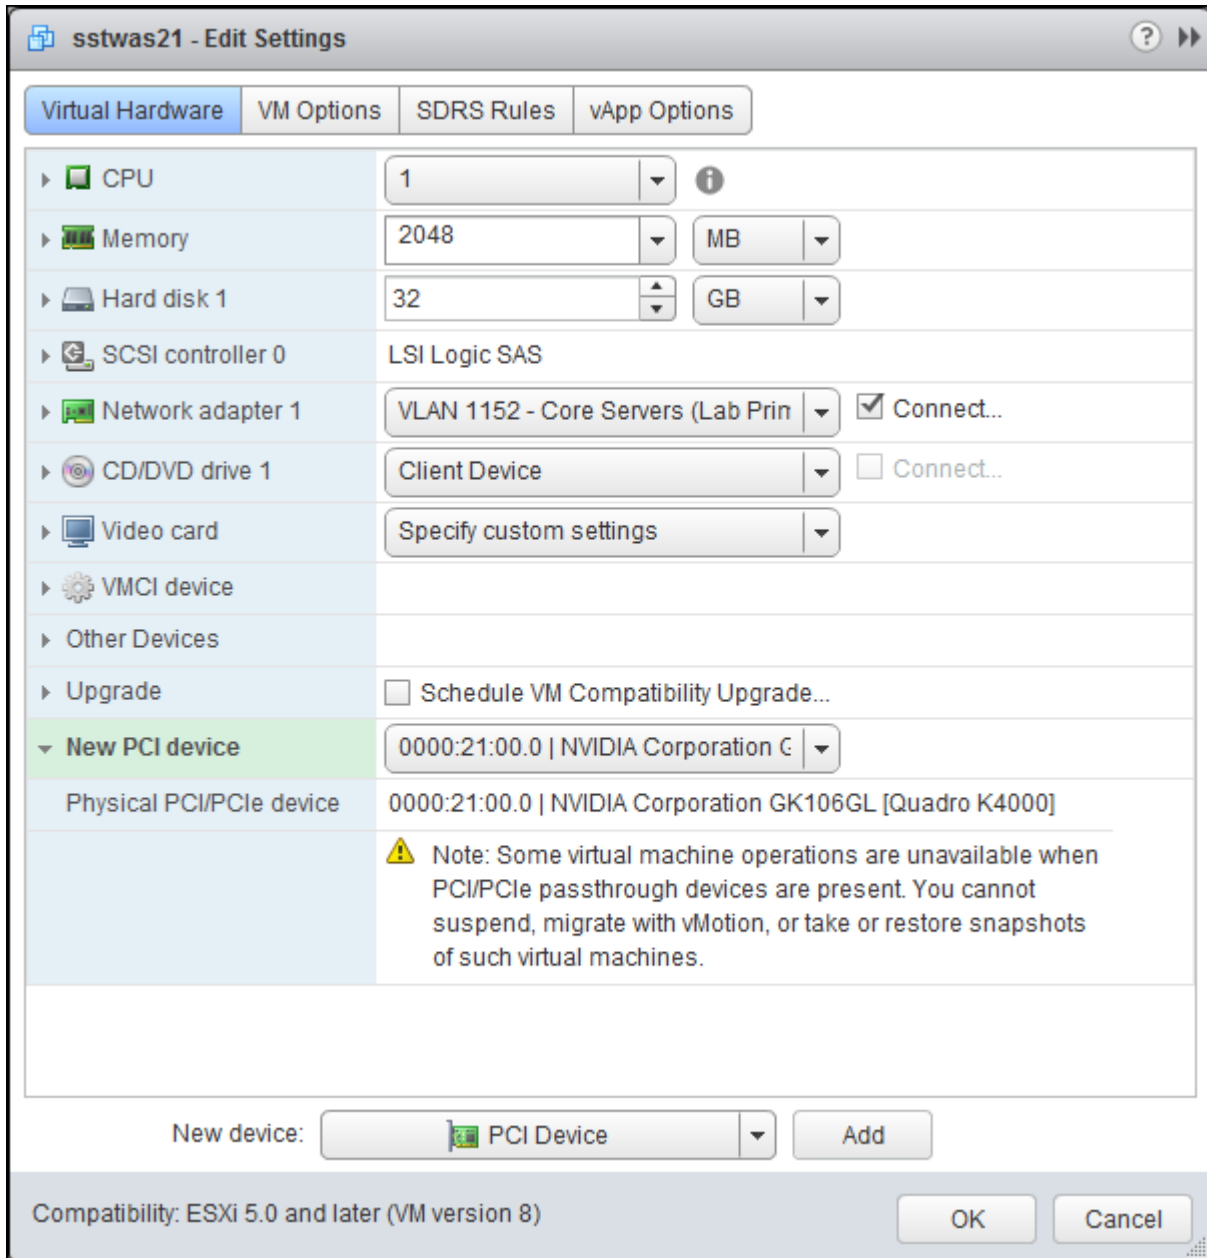 sstwas21 - Edit Settings
?
Virtual Hardware VM Options SDRS Rules vApp Options
CPU 1
Memory 2048 MB
Hard disk 1 32 GB
SCSI controller 0 LSI Logic SAS
Network adapter 1 VLAN 1152 - Core Servers (Lab Prim Connect...
CD/DVD drive 1 Client Device Connect...
Video card Specify custom settings
VMCI device
Other Devices
Upgrade Schedule VM Compatibility Upgrade...
New PCI device 0000:21:00.0 | NVIDIA Corporation G
Physical PCI/PCIe device 0000:21:00.0 | NVIDIA Corporation GK106GL [Quadro K4000]
Note: Some virtual machine operations are unavailable when
PCI/PCIe passthrough devices are present. You cannot
suspend, migrate with vMotion, or take or restore snapshots
of such virtual machines.
New device: PCI Device Add
Compatibility: ESXi 5.0 and later (VM version 8) OK Cancel